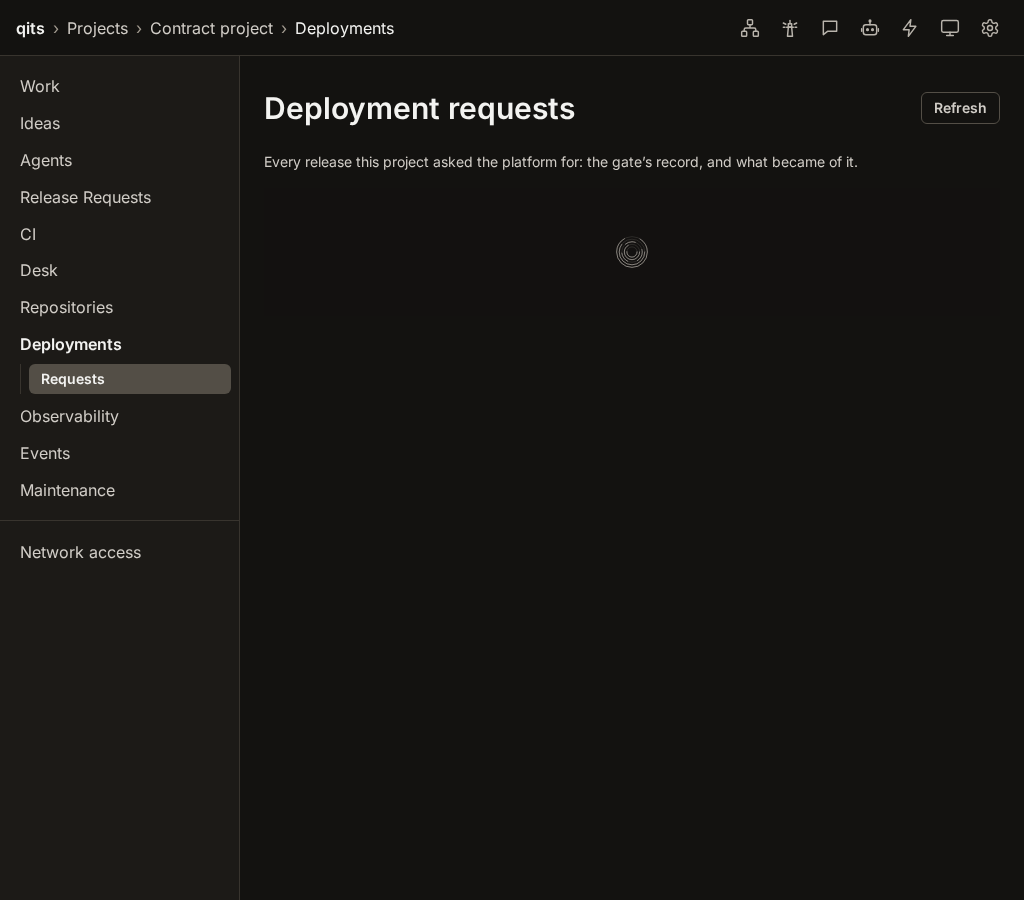 qits › Projects › Contract project › Deployments
Work
Ideas
Agents
Release Requests
CI
Desk
Repositories
Deployments
Requests
Observability
Events
Maintenance
Network access
Deployment requests
Refresh
Every release this project asked the platform for: the gate’s record, and what became of it.